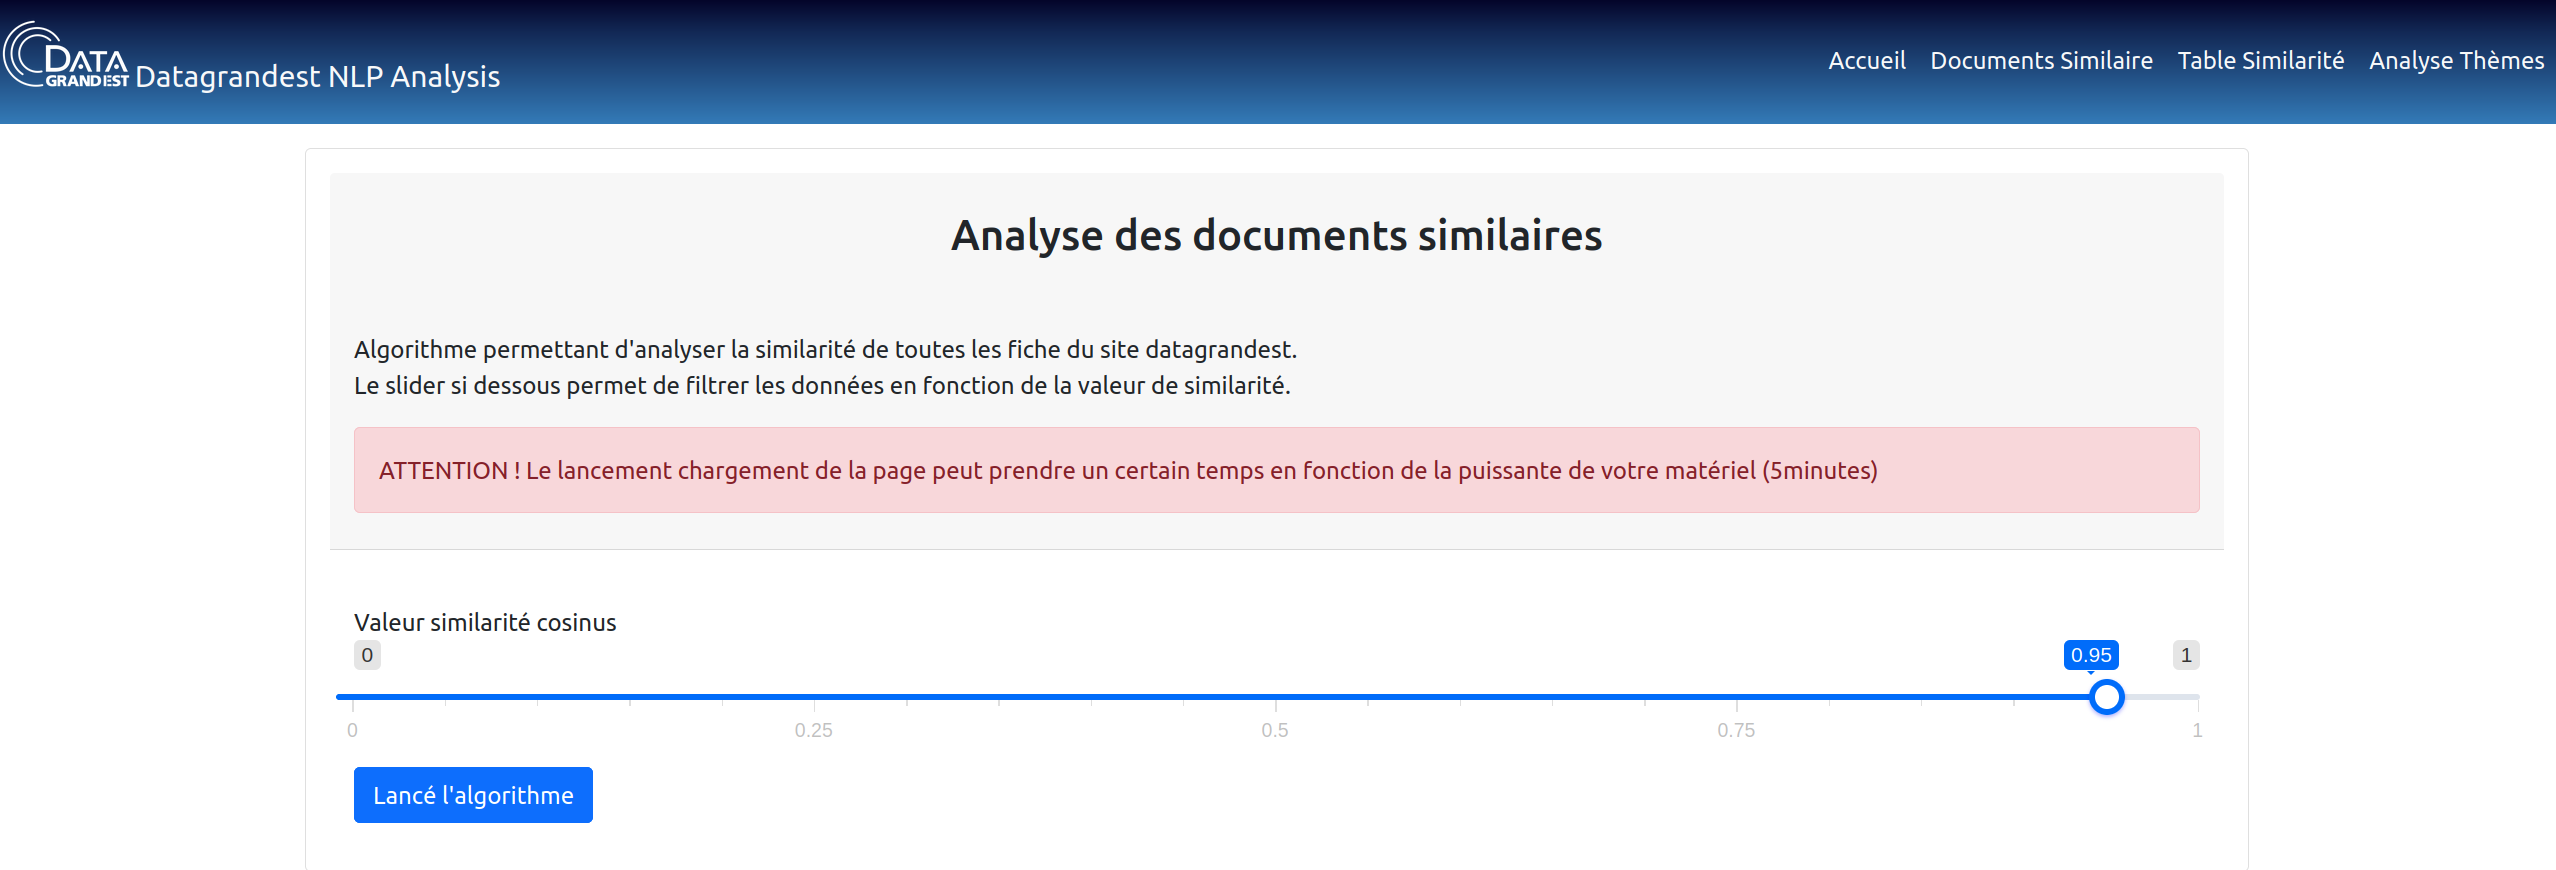 DATA
GRANDEST
Datagrandest NLP Analysis
Accueil Documents Similaire Table Similarité Analyse Thèmes
Analyse des documents similaires
Algorithme permettant d'analyser la similarité de toutes les fiche du site datagrandest.
Le slider si dessous permet de filtrer les données en fonction de la valeur de similarité.
ATTENTION ! Le lancement chargement de la page peut prendre un certain temps en fonction de la puissante de votre matériel (5minutes)
Valeur similarité cosinus
0 0.95 1
0 0.25 0.5 0.75 1
Lancé l'algorithme